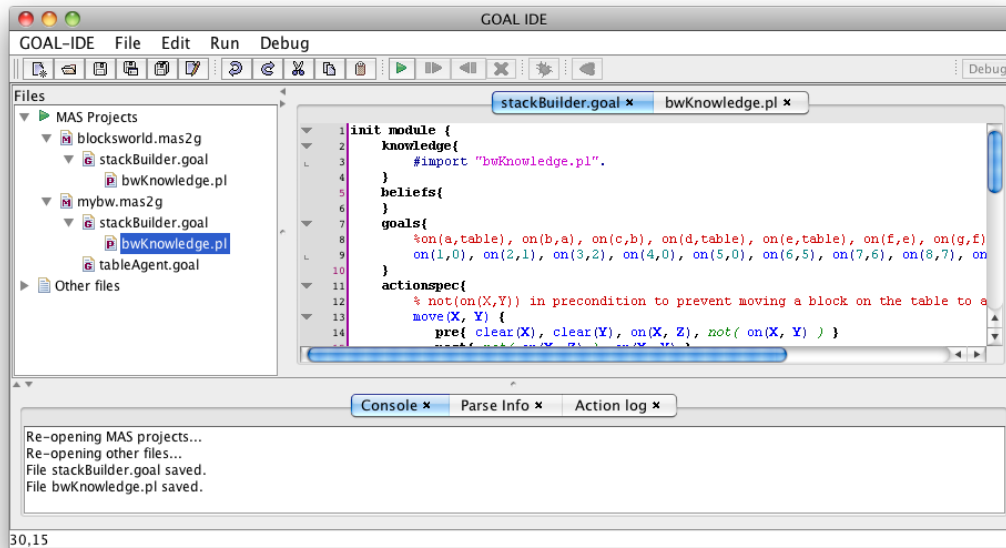 GOAL IDE
GOAL-IDE File Edit Run Debug
Debug
Files
MAS Projects
blocksworld.mas2g
stackBuilder.goal
bwKnowledge.pl
mybw.mas2g
stackBuilder.goal
bwKnowledge.pl
tableAgent.goal
Other files
stackBuilder.goal × bwKnowledge.pl ×
1 init module {
2 knowledge{
3 #import "bwKnowledge.pl".
4 }
5 beliefs{
6 }
7 goals{
8 %on(a,table), on(b,a), on(c,b), on(d,table), on(e,table), on(f,e), on(g,f)
9 on(1,0), on(2,1), on(3,2), on(4,0), on(5,0), on(6,5), on(7,6), on(8,7), on
10 }
11 actionspec{
12 % not(on(X,Y)) in precondition to prevent moving a block on the table to a
13 move(X, Y) {
14 pre{ clear(X), clear(Y), on(X, Z), not( on(X, Y) ) }
Console × Parse Info × Action log ×
Re-opening MAS projects...
Re-opening other files...
File stackBuilder.goal saved.
File bwKnowledge.pl saved.
30,15